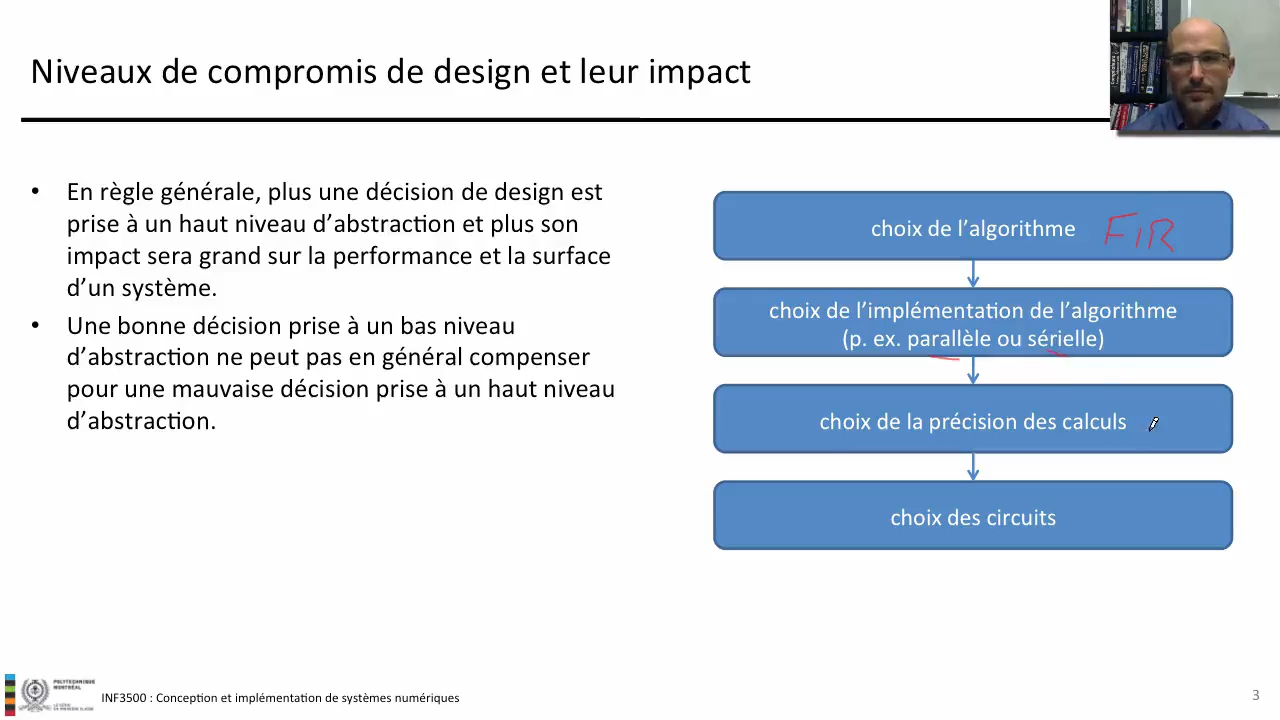 Niveaux de compromis de design et leur impact
• En règle générale, plus une décision de design est
prise à un haut niveau d’abstraction et plus son
impact sera grand sur la performance et la surface
d’un système.
• Une bonne décision prise à un bas niveau
d’abstraction ne peut pas en général compenser
pour une mauvaise décision prise à un haut niveau
d’abstraction.
choix de l’algorithme FIR
choix de l’implémentation de l’algorithme
(p. ex. parallèle ou sérielle)
choix de la précision des calculs
choix des circuits
POLYTECHNIQUE
MONTRÉAL
INF3500 : Conception et implémentation de systèmes numériques
3